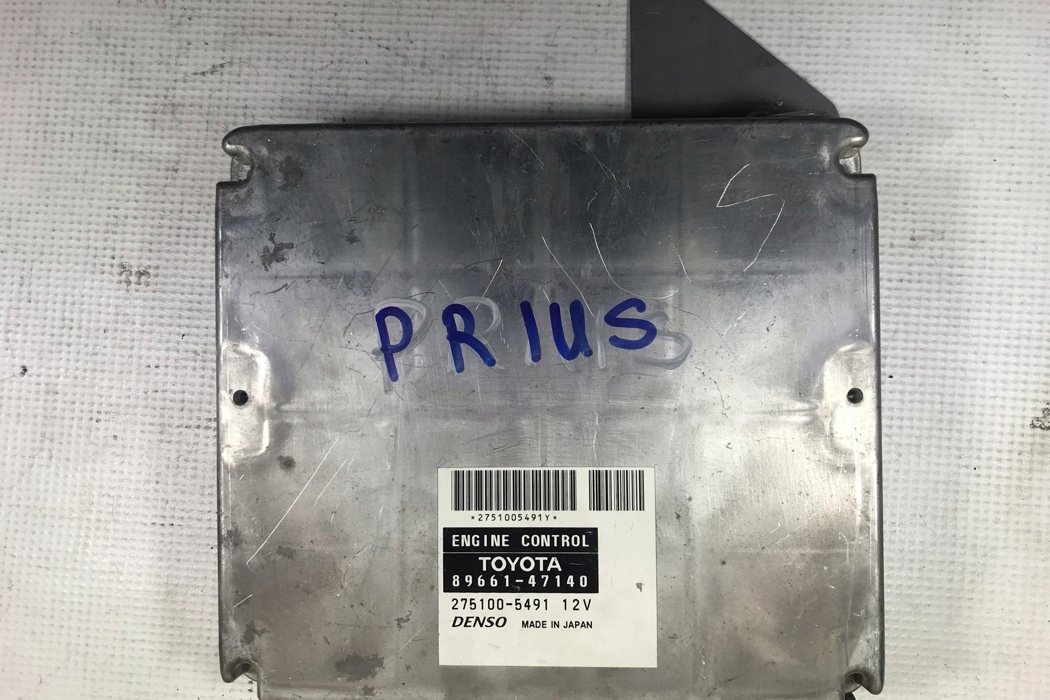 PRIUS
*2751005491Y*
ENGINE CONTROL
TOYOTA
89661-47140
275100-5491 12V
DENSO MADE IN JAPAN